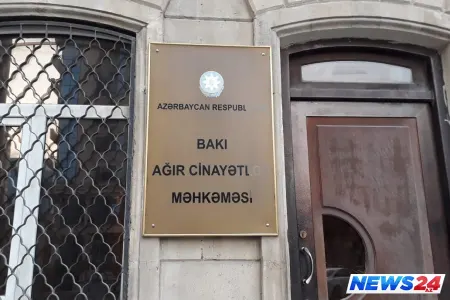 AZƏRBAYCAN RESPUBL
BAKI
AĞIR CİNAYƏTL
MƏHKƏMƏSİ
NEWS24